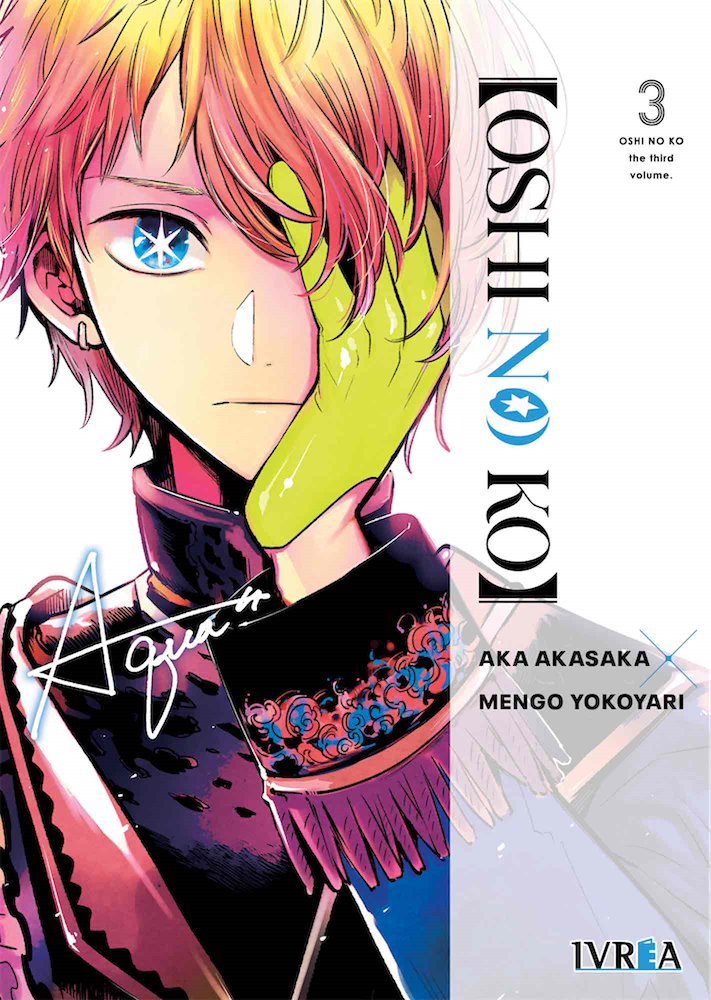 3
OSHI NO KO
the third
volume.
【OSHI NO KO】
Aqua
AKA AKASAKA ×
MENGO YOKOYARI
IVREA